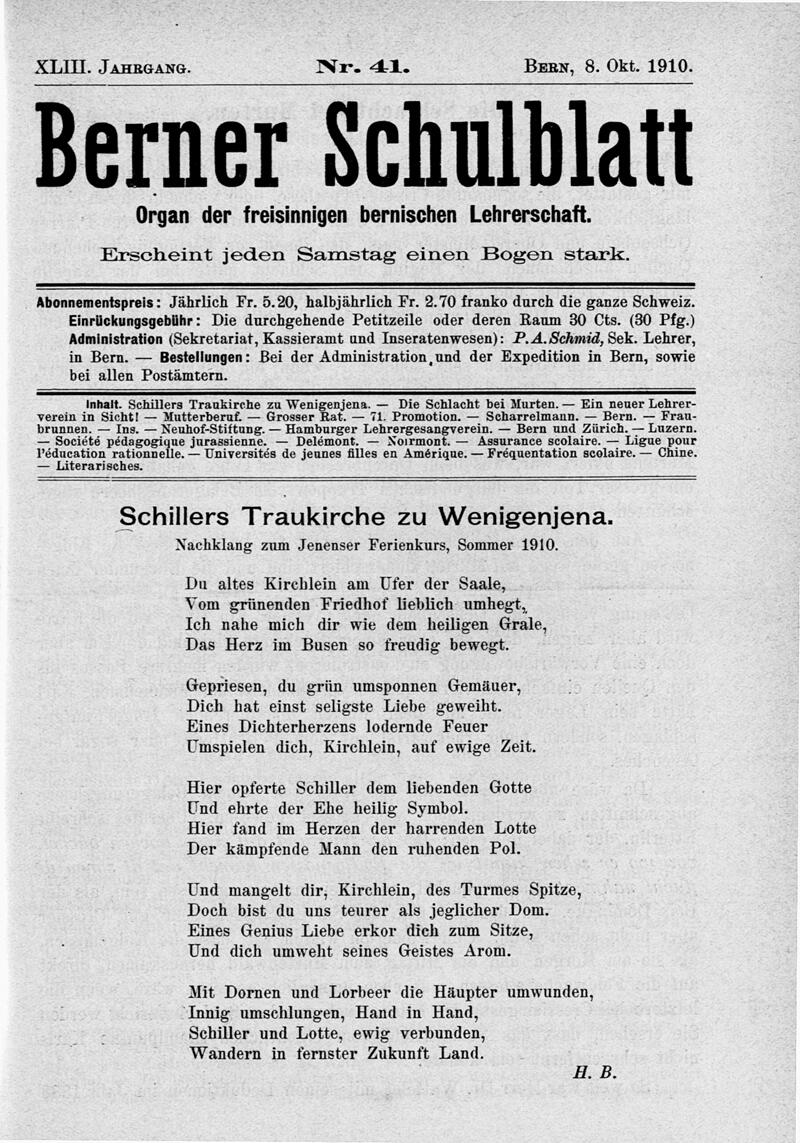 XLIII. JAHRGANG. Nr. 41. BERN, 8. Okt. 1910.
Berner Schulblatt
Organ der freisinnigen bernischen Lehrerschaft.
Erscheint jeden Samstag einen Bogen stark.
Abonnementspreis: Jährlich Fr. 5.20, halbjährlich Fr. 2.70 franko durch die ganze Schweiz.
Einrückungsgebühr: Die durchgehende Petitzeile oder deren Raum 30 Cts. (30 Pfg.)
Administration (Sekretariat, Kassieramt und Inseratenwesen): P. A. Schmid, Sek. Lehrer,
in Bern. — Bestellungen: Bei der Administration und der Expedition in Bern, sowie
bei allen Postämtern.
Inhalt. Schillers Traukirche zu Wenigenjena. — Die Schlacht bei Murten. — Ein neuer Lehrer-
verein in Sicht! — Mutterberuf. — Grosser Rat. — 71. Promotion. — Scharrelmann. — Bern. — Frau-
brunnen. — Ins. — Neuhof-Stiftung. — Hamburger Lehrergesangverein. — Bern und Zürich. — Luzern.
— Société pédagogique jurassienne. — Delémont. — Noirmont. — Assurance scolaire. — Ligue pour
l'éducation rationnelle. — Universités de jeunes filles en Amérique. — Fréquentation scolaire. — Chine.
— Literarisches.
Schillers Traukirche zu Wenigenjena.
Nachklang zum Jenenser Ferienkurs, Sommer 1910.
Du altes Kirchlein am Ufer der Saale,
Vom grünenden Friedhof lieblich umhegt,
Ich nahe mich dir wie dem heiligen Grale,
Das Herz im Busen so freudig bewegt.
Gepriesen, du grün umsponnen Gemäuer,
Dich hat einst seligste Liebe geweiht.
Eines Dichterherzens lodernde Feuer
Umspielen dich, Kirchlein, auf ewige Zeit.
Hier opferte Schiller dem liebenden Gotte
Und ehrte der Ehe heilig Symbol.
Hier fand im Herzen der harrenden Lotte
Der kämpfende Mann den ruhenden Pol.
Und mangelt dir, Kirchlein, des Turmes Spitze,
Doch bist du uns teurer als jeglicher Dom.
Eines Genius Liebe erkor dich zum Sitze,
Und dich umweht seines Geistes Arom.
Mit Dornen und Lorbeer die Häupter umwunden,
Innig umschlungen, Hand in Hand,
Schiller und Lotte, ewig verbunden,
Wandern in fernster Zukunft Land.
H. B.